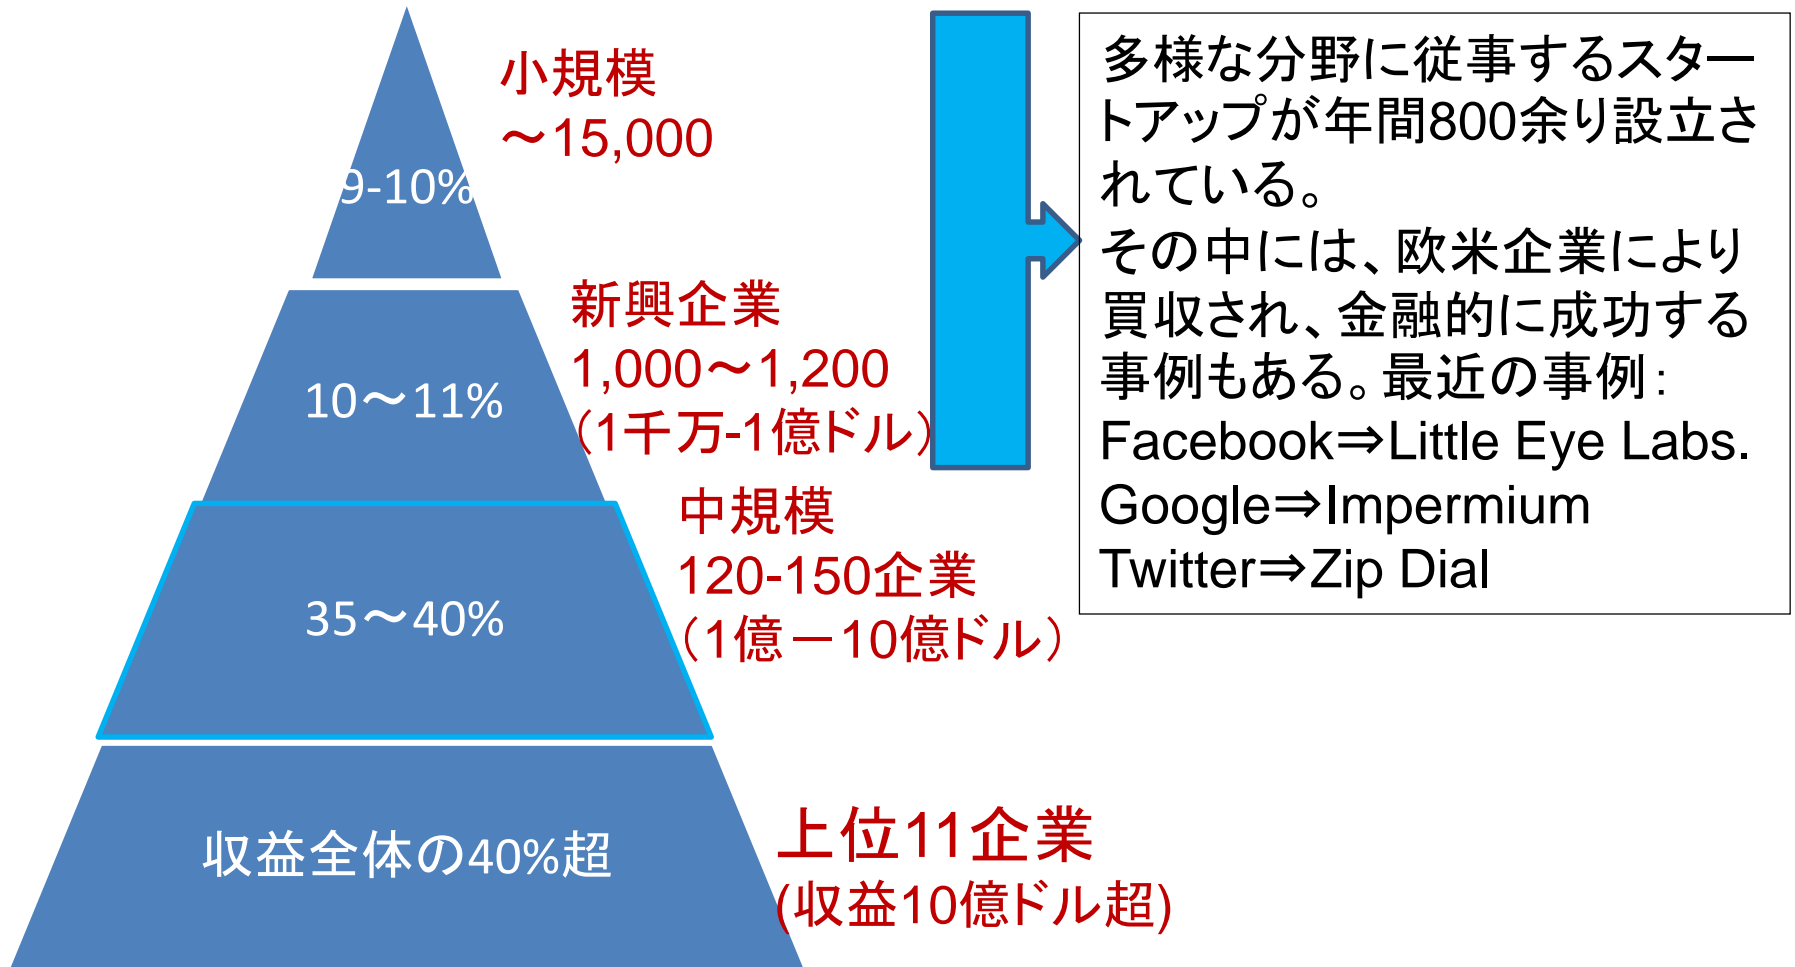 小規模
～15,000
9-10%
新興企業
1,000～1,200
（1千万-1億ドル）
10～11%
中規模
120-150企業
（1億－10億ドル）
35～40%
上位11企業
(収益10億ドル超)
収益全体の40%超
多様な分野に従事するスター
トアップが年間800余り設立さ
れている。
その中には、欧米企業により
買収され、金融的に成功する
事例もある。最近の事例：
Facebook⇒Little Eye Labs.
Google⇒Impermium
Twitter⇒Zip Dial